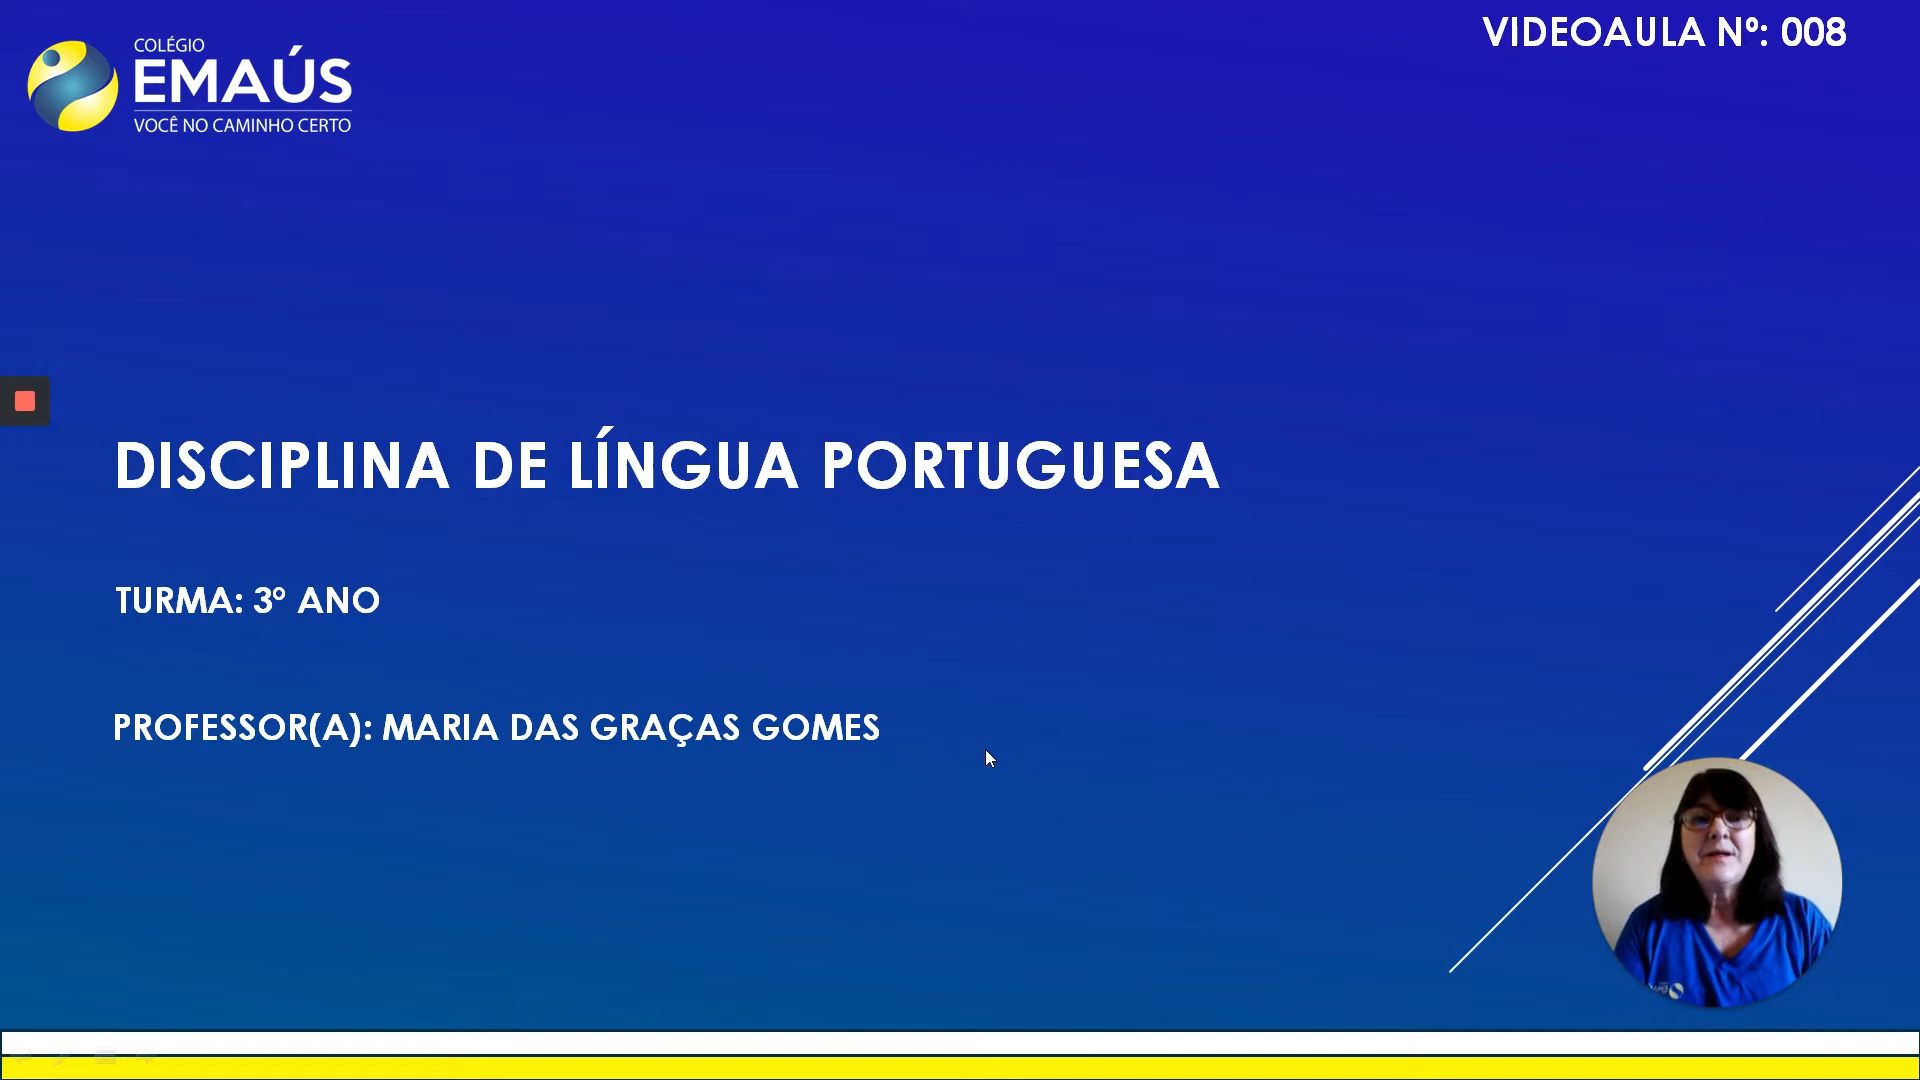 VIDEOAULA Nº: 008
COLÉGIO
EMAÚS
VOCÊ NO CAMINHO CERTO
DISCIPLINA DE LÍNGUA PORTUGUESA
TURMA: 3º ANO
PROFESSOR(A): MARIA DAS GRAÇAS GOMES